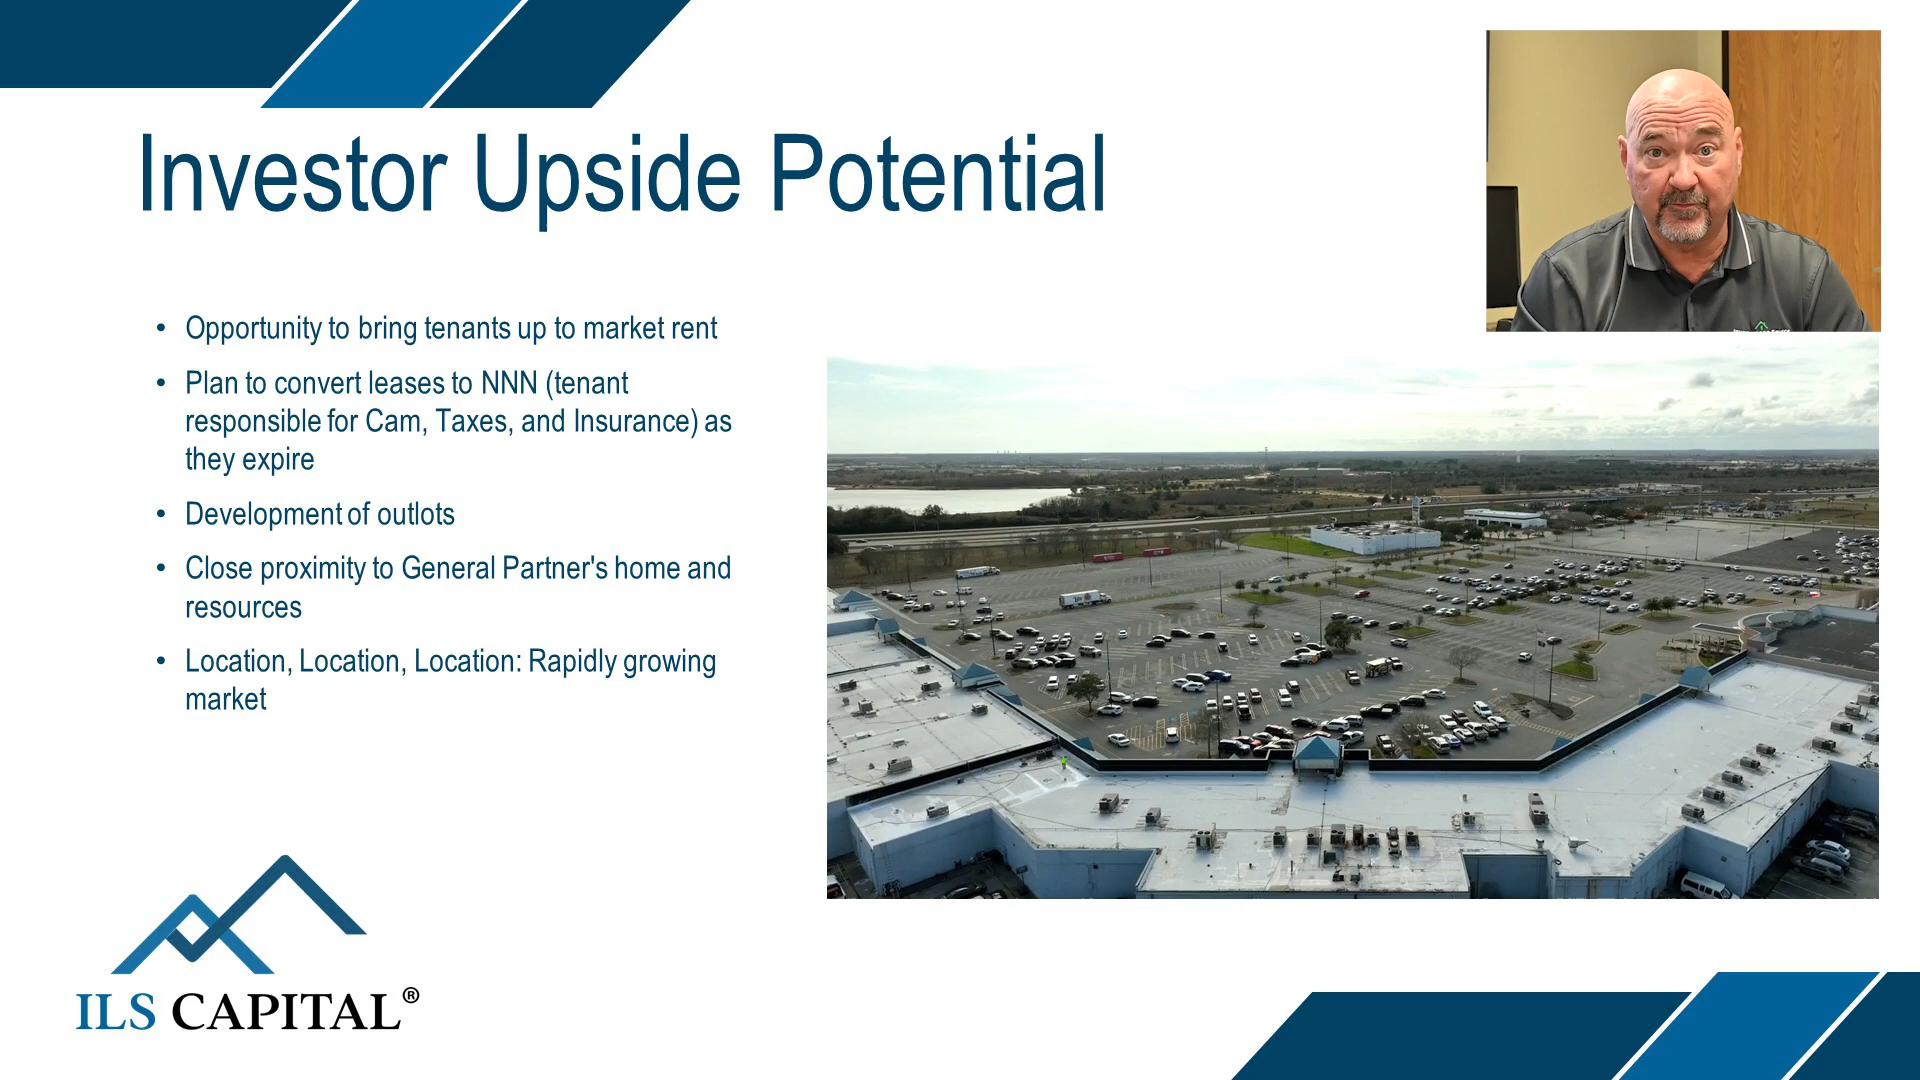 Investor Upside Potential
• Opportunity to bring tenants up to market rent
• Plan to convert leases to NNN (tenant
responsible for Cam, Taxes, and Insurance) as
they expire
• Development of outlots
• Close proximity to General Partner's home and
resources
• Location, Location, Location: Rapidly growing
market
ILS CAPITAL®